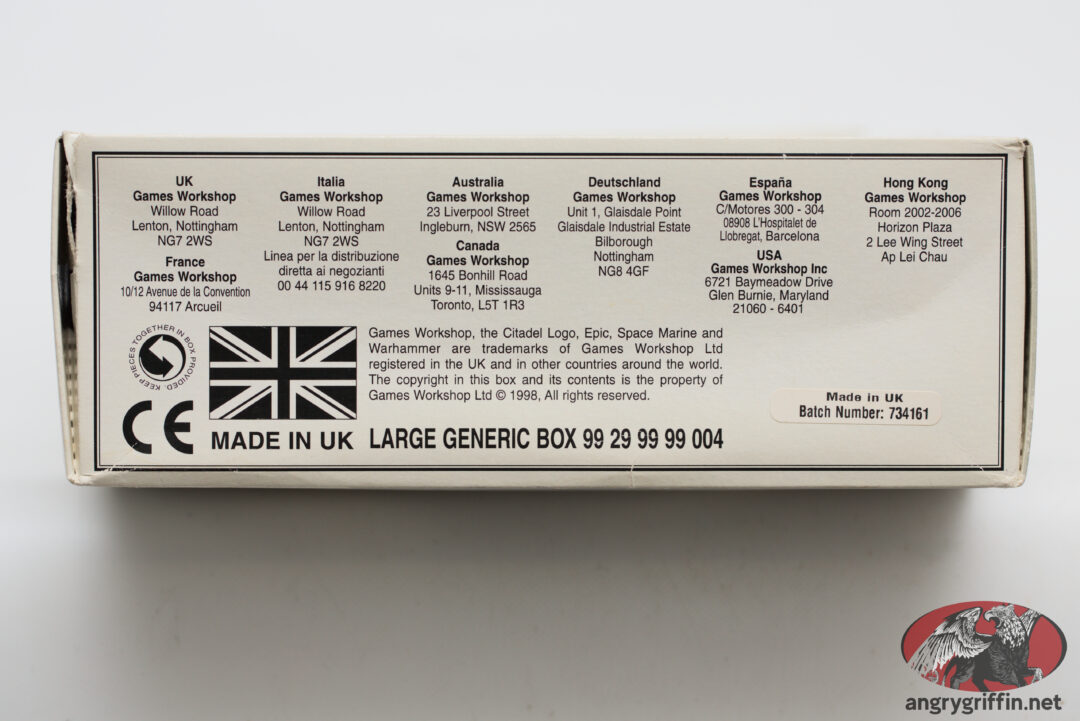 UK
Games Workshop
Willow Road
Lenton, Nottingham
NG7 2WS
France
Games Workshop
10/12 Avenue de la Convention
94117 Arcueil
Italia
Games Workshop
Willow Road
Lenton, Nottingham
NG7 2WS
Linea per la distribuzione
diretta ai negozianti
00 44 115 916 8220
Australia
Games Workshop
23 Liverpool Street
Ingleburn, NSW 2565
Canada
Games Workshop
1645 Bonhill Road
Units 9-11, Mississauga
Toronto, L5T 1R3
Deutschland
Games Workshop
Unit 1, Glaisdale Point
Glaisdale Industrial Estate
Bilborough
Nottingham
NG8 4GF
España
Games Workshop
C/Motores 300 - 304
08908 L'Hospitalet de
Llobregat, Barcelona
USA
Games Workshop Inc
6721 Baymeadow Drive
Glen Burnie, Maryland
21060 - 6401
Hong Kong
Games Workshop
Room 2002-2006
Horizon Plaza
2 Lee Wing Street
Ap Lei Chau
KEEP PIECES TOGETHER IN BOX PROVIDED.
CE
MADE IN UK
Games Workshop, the Citadel Logo, Epic, Space Marine and
Warhammer are trademarks of Games Workshop Ltd
registered in the UK and in other countries around the world.
The copyright in this box and its contents is the property of
Games Workshop Ltd © 1998, All rights reserved.
LARGE GENERIC BOX 99 29 99 99 004
Made in UK
Batch Number: 734161
angrygriffin.net